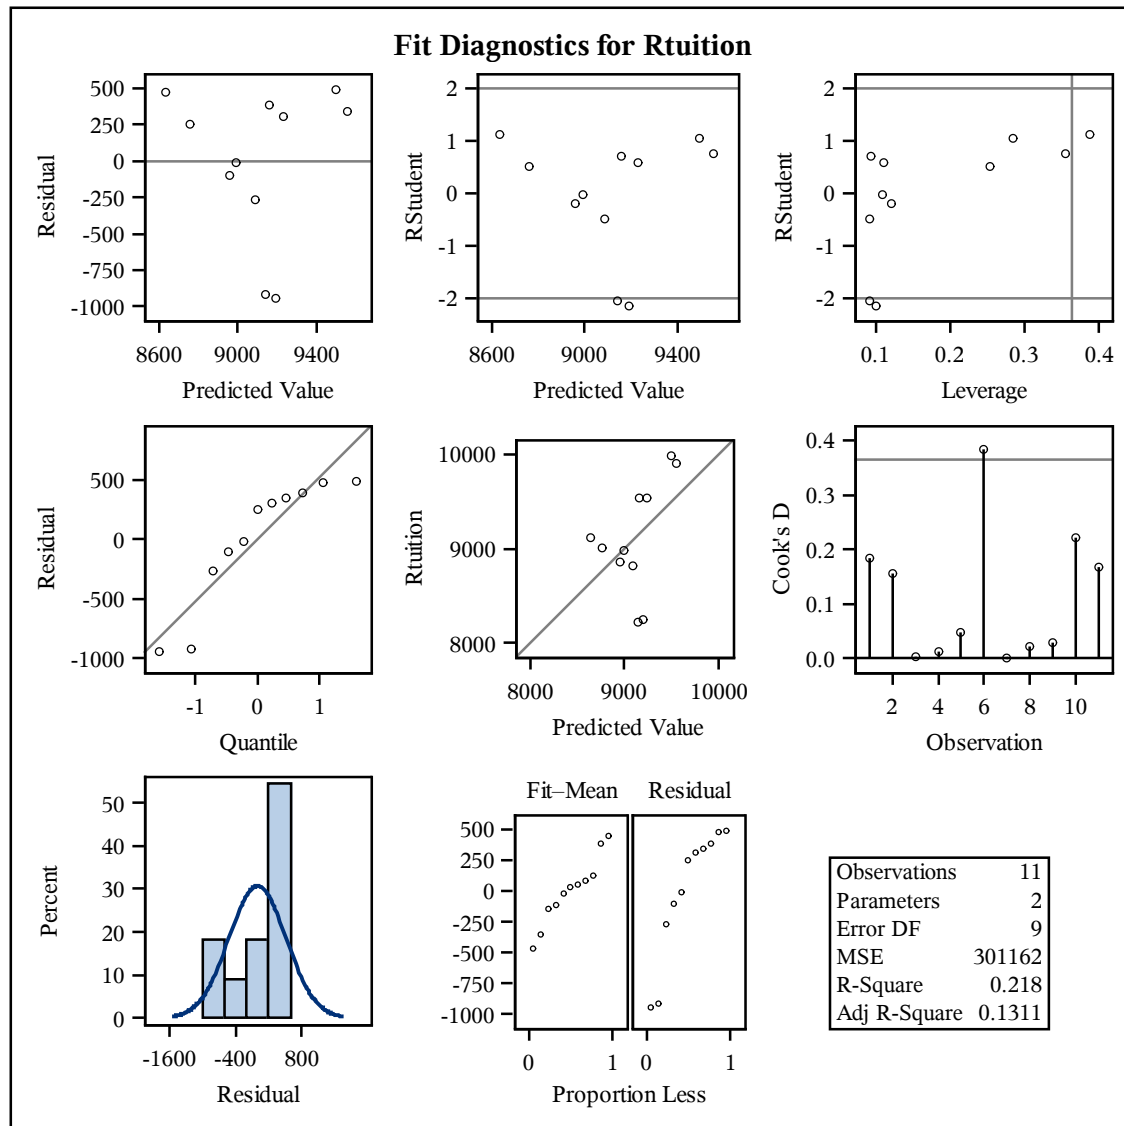 Fit Diagnostics for Rtuition
500
250
0
-250
-500
-750
-1000
Residual
8600 9000 9400
Predicted Value
2
1
0
-1
-2
RStudent
8600 9000 9400
Predicted Value
2
1
0
-1
-2
RStudent
0.1 0.2 0.3 0.4
Leverage
500
0
-500
-1000
Residual
-1 0 1
Quantile
10000
9000
8000
Rtuition
8000 9000 10000
Predicted Value
0.4
0.3
0.2
0.1
0.0
Cook's D
2 4 6 8 10
Observation
50
40
30
20
10
0
Percent
-1600 -400 800
Residual
Fit–Mean Residual
500
250
0
-250
-500
-750
-1000
0 1 0 1
Proportion Less
Observations 11
Parameters 2
Error DF 9
MSE 301162
R-Square 0.218
Adj R-Square 0.1311